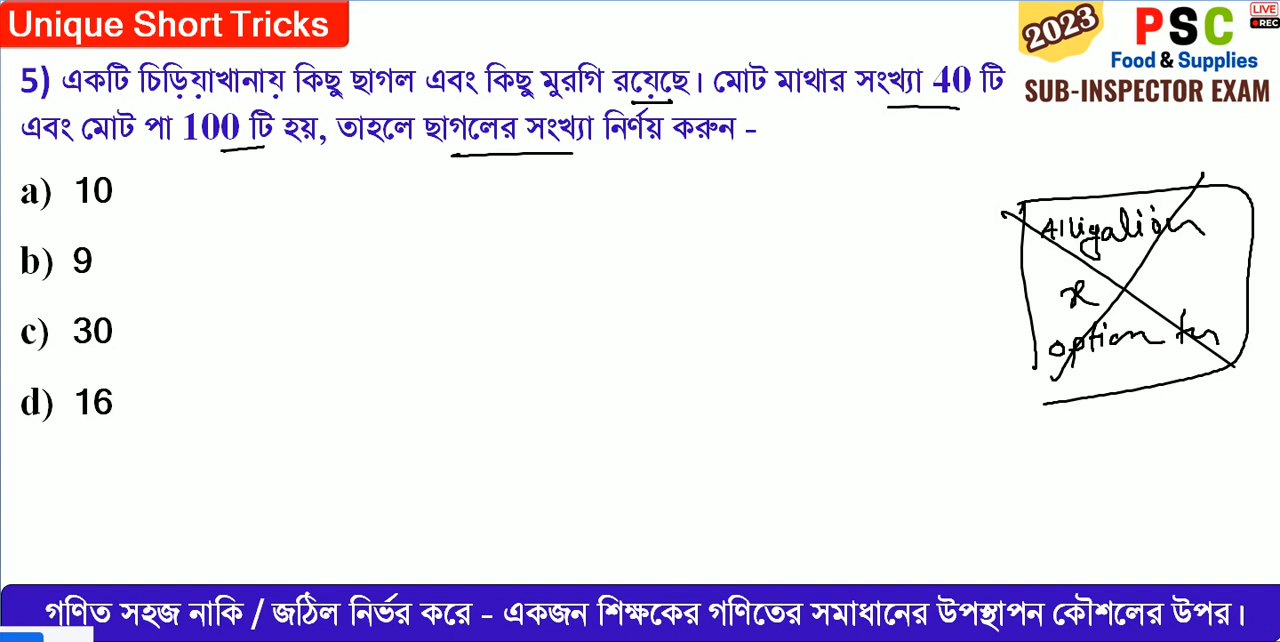 Unique Short Tricks
2023
PSC
LIVE
REC
Food & Supplies
SUB-INSPECTOR EXAM
5) একটি চিড়িয়াখানায় কিছু ছাগল এবং কিছু মুরগি রয়েছে। মোট মাথার সংখ্যা 40 টি
এবং মোট পা 100 টি হয়, তাহলে ছাগলের সংখ্যা নির্ণয় করুন -
a) 10
b) 9
c) 30
d) 16
Alligation
x
option
গণিত সহজ নাকি / জঠিল নির্ভর করে - একজন শিক্ষকের গণিতের সমাধানের উপস্থাপন কৌশলের উপর।